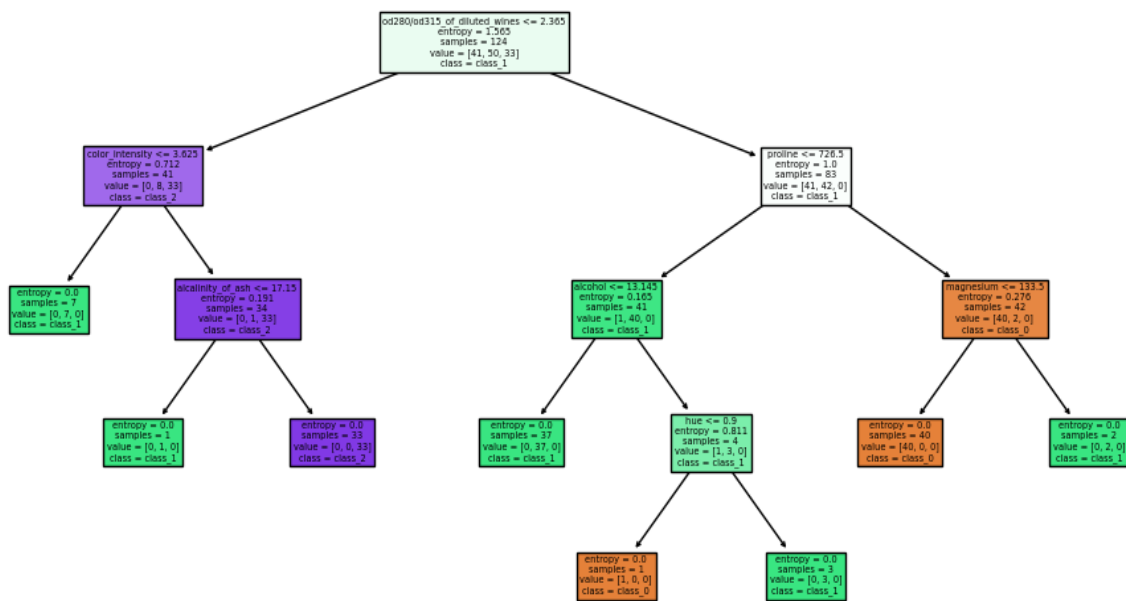 od280/od315_of_diluted_wines <= 2.365
entropy = 1.565
samples = 124
value = [41, 50, 33]
class = class_1
color_intensity <= 3.625
entropy = 0.712
samples = 41
value = [0, 8, 33]
class = class_2
proline <= 726.5
entropy = 1.0
samples = 83
value = [41, 42, 0]
class = class_1
entropy = 0.0
samples = 7
value = [0, 7, 0]
class = class_1
alcalinity_of_ash <= 17.15
entropy = 0.191
samples = 34
value = [0, 1, 33]
class = class_2
alcohol <= 13.145
entropy = 0.165
samples = 41
value = [1, 40, 0]
class = class_1
magnesium <= 133.5
entropy = 0.276
samples = 42
value = [40, 2, 0]
class = class_0
entropy = 0.0
samples = 1
value = [0, 1, 0]
class = class_1
entropy = 0.0
samples = 33
value = [0, 0, 33]
class = class_2
entropy = 0.0
samples = 37
value = [0, 37, 0]
class = class_1
hue <= 0.9
entropy = 0.811
samples = 4
value = [1, 3, 0]
class = class_1
entropy = 0.0
samples = 40
value = [40, 0, 0]
class = class_0
entropy = 0.0
samples = 2
value = [0, 2, 0]
class = class_1
entropy = 0.0
samples = 1
value = [1, 0, 0]
class = class_0
entropy = 0.0
samples = 3
value = [0, 3, 0]
class = class_1